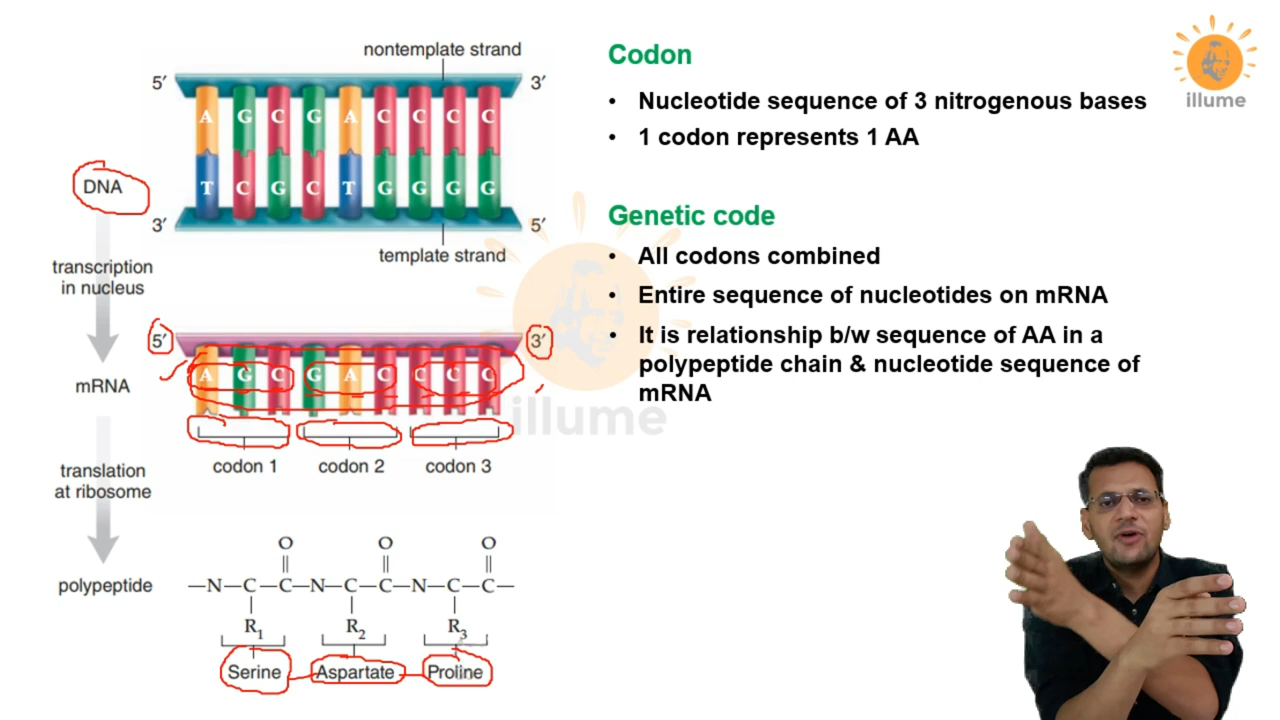 nontemplate strand
5′ 3′
A G C G A C C C C
T C G C T G G G G
3′ 5′
template strand
DNA
transcription
in nucleus
5′ 3′
A G C G A C C C C
mRNA
codon 1 codon 2 codon 3
translation
at ribosome
O O O
polypeptide
—N—C—C—N—C—C—N—C—C—
R1 R2 R3
Serine Aspartate Proline
Codon
• Nucleotide sequence of 3 nitrogenous bases
• 1 codon represents 1 AA
Genetic code
• All codons combined
• Entire sequence of nucleotides on mRNA
• It is relationship b/w sequence of AA in a
polypeptide chain & nucleotide sequence of
mRNA
illume
illume